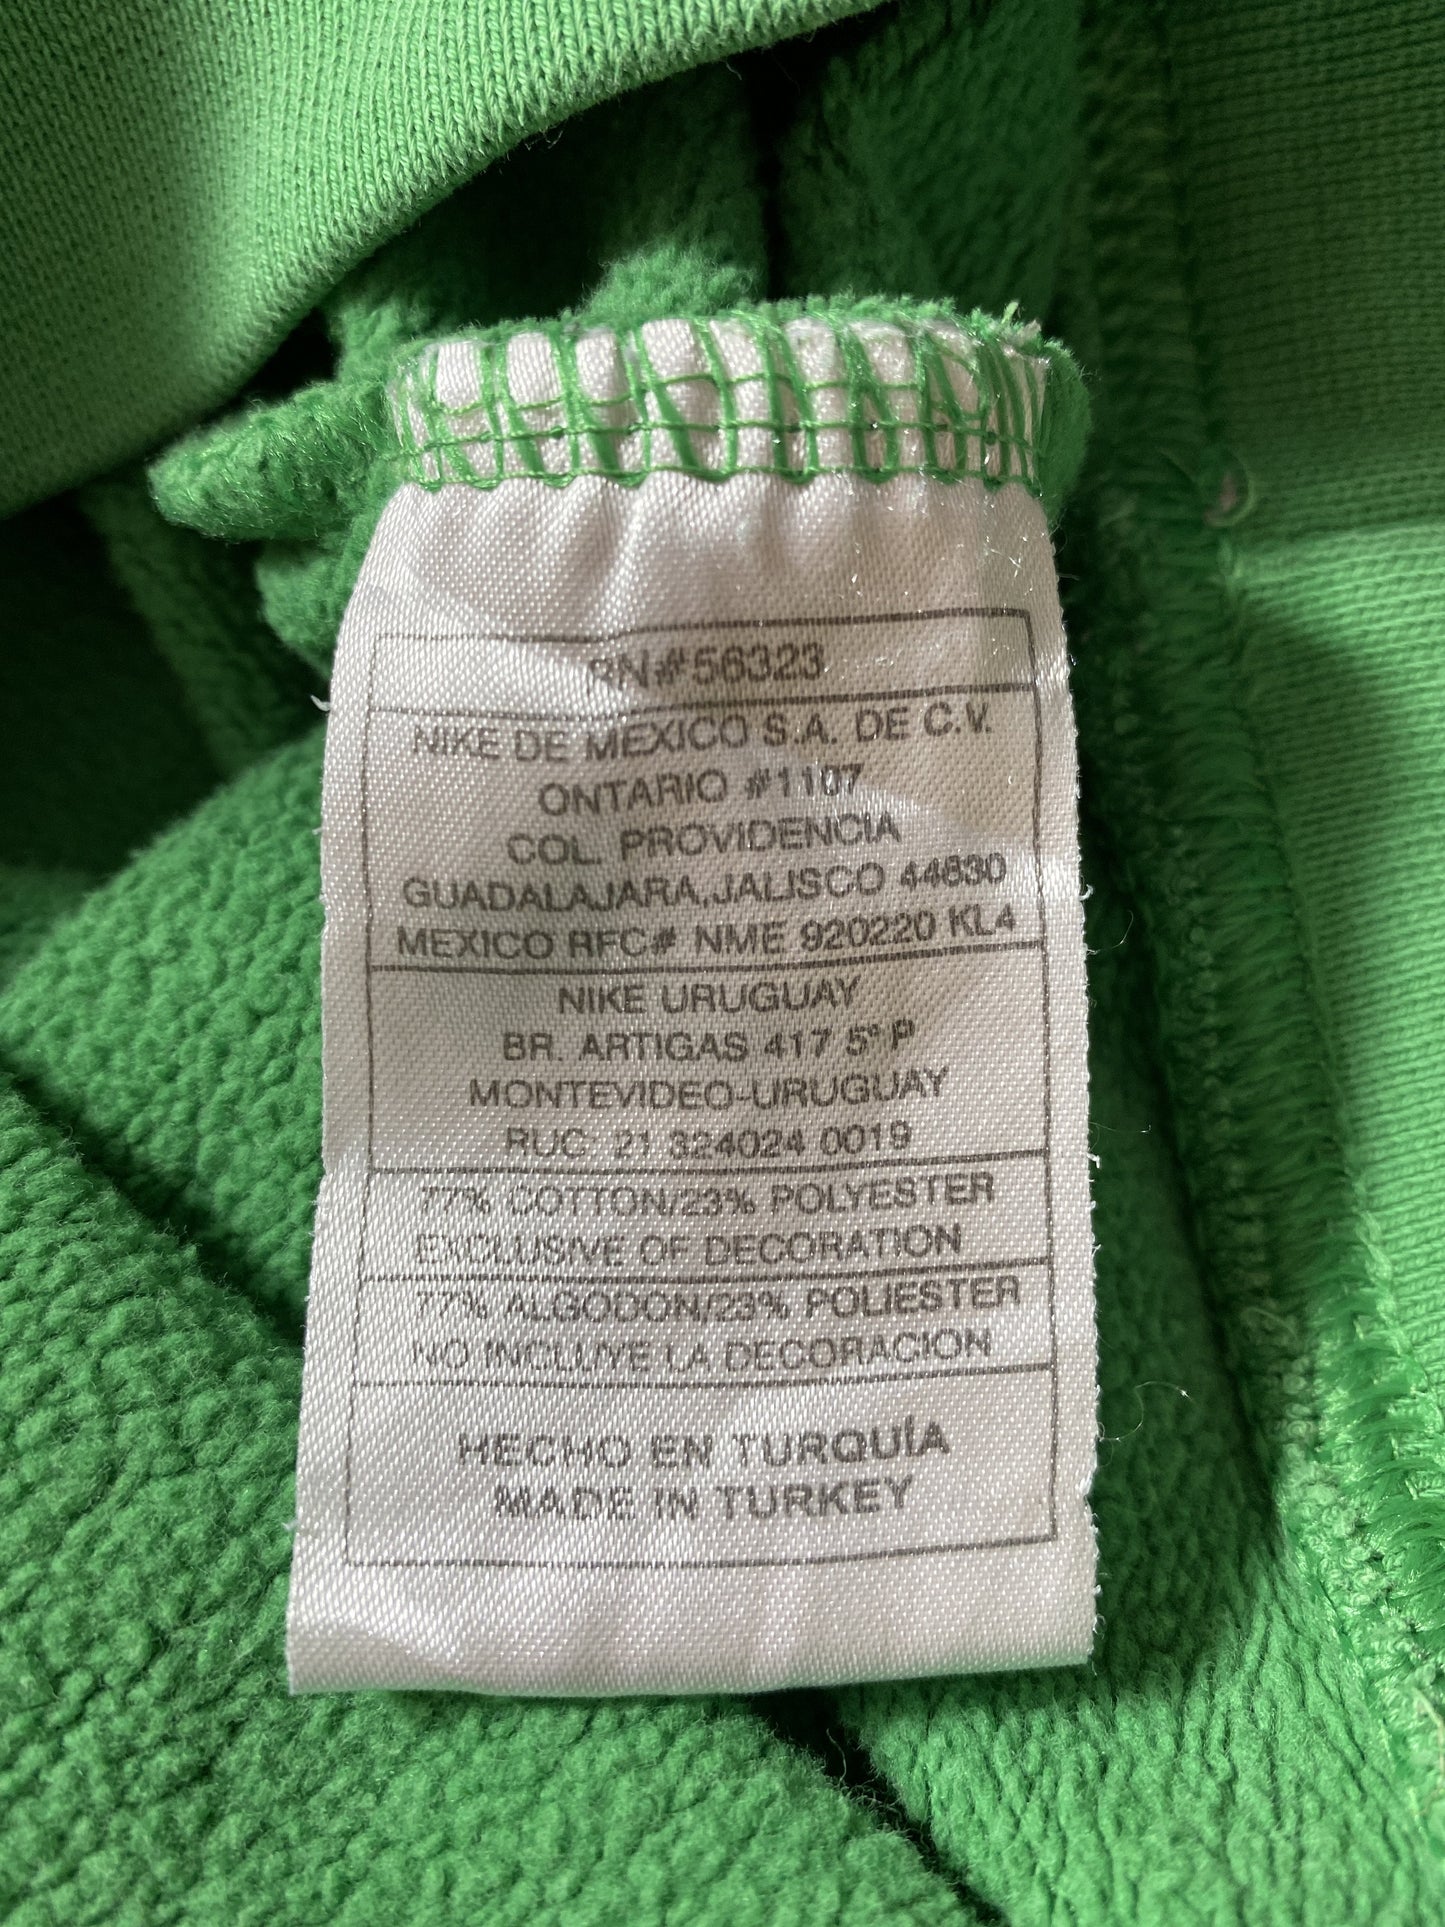 RN#56323
NIKE DE MEXICO S.A. DE C.V.
ONTARIO #1107
COL. PROVIDENCIA
GUADALAJARA,JALISCO 44630
MEXICO RFC# NME 920220 KL4
NIKE URUGUAY
BR. ARTIGAS 417 5° P
MONTEVIDEO-URUGUAY
RUC: 21 324024 0019
77% COTTON/23% POLYESTER
EXCLUSIVE OF DECORATION
77% ALGODON/23% POLIESTER
NO INCLUYE LA DECORACION
HECHO EN TURQUÍA
MADE IN TURKEY